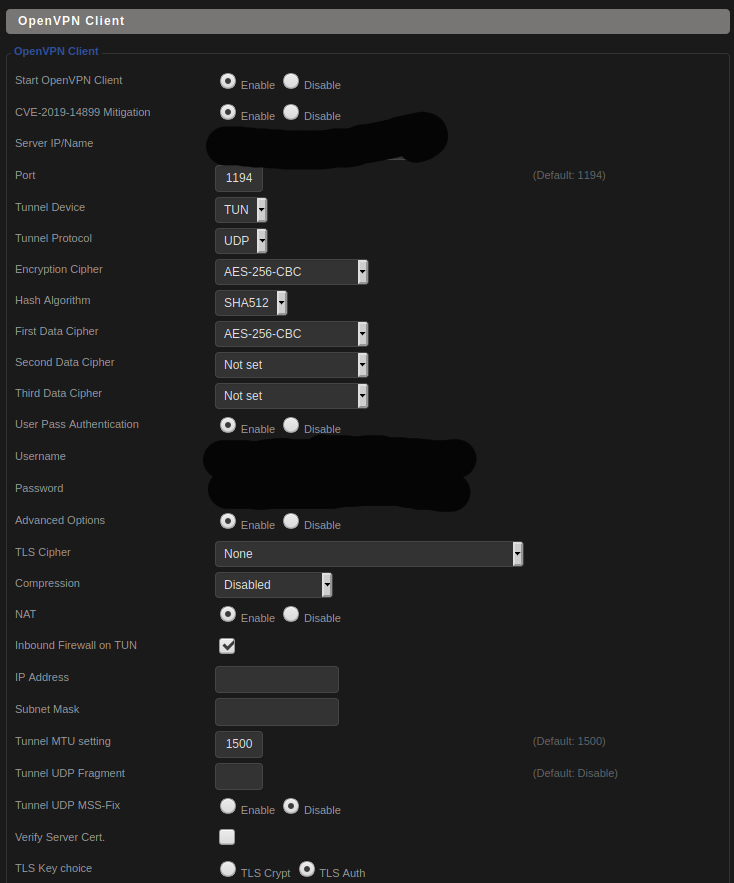 OpenVPN Client
OpenVPN Client
Start OpenVPN Client Enable Disable
CVE-2019-14899 Mitigation Enable Disable
Server IP/Name
Port 1194 (Default: 1194)
Tunnel Device TUN
Tunnel Protocol UDP
Encryption Cipher AES-256-CBC
Hash Algorithm SHA512
First Data Cipher AES-256-CBC
Second Data Cipher Not set
Third Data Cipher Not set
User Pass Authentication Enable Disable
Username
Password
Advanced Options Enable Disable
TLS Cipher None
Compression Disabled
NAT Enable Disable
Inbound Firewall on TUN
IP Address
Subnet Mask
Tunnel MTU setting 1500 (Default: 1500)
Tunnel UDP Fragment (Default: Disable)
Tunnel UDP MSS-Fix Enable Disable
Verify Server Cert.
TLS Key choice TLS Crypt TLS Auth